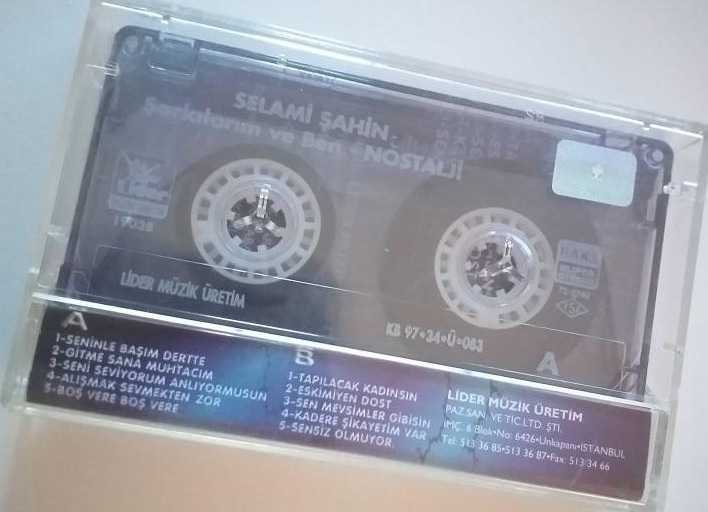 SELAMİ ŞAHİN
Şarkılarım ve Ben
NOSTALJİ
Lider
17028
LİDER MÜZİK ÜRETİM
HAKS
KB 97•34•Ü•083
TSE
A
A
1-SENİNLE BAŞIM DERTTE
2-GİTME SANA MUHTACIM
3-SENİ SEVİYORUM ANLIYORMUSUN
4-ALIŞMAK SEVMEKTEN ZOR
5-BOŞ VERE BOŞ VERE
B
1-TAPILACAK KADINSIN
2-ESKİMİYEN DOST
3-SEN MEVSİMLER GİBİSİN
4-KADERE ŞİKAYETİM VAR
5-SENSİZ OLMUYOR
LİDER MÜZİK ÜRETİM
PAZ.SAN. VE TİC.LTD. ŞTİ.
İMÇ. 6 Blok•No: 6426•Unkapanı•İSTANBUL
Tel: 513 36 85•513 36 87•Fax: 513 34 66